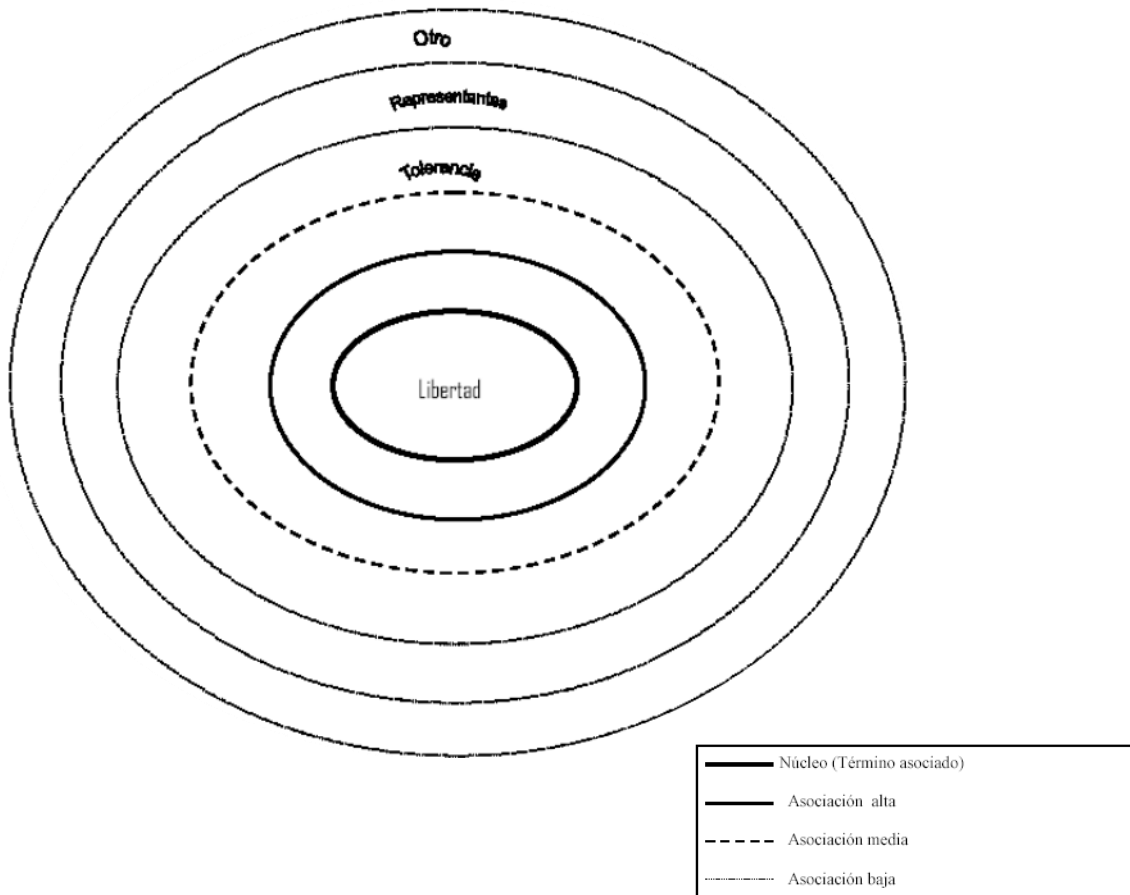 Otro
Representantes
Tolerancia
Libertad
Núcleo (Término asociado)
Asociación alta
Asociación media
Asociación baja